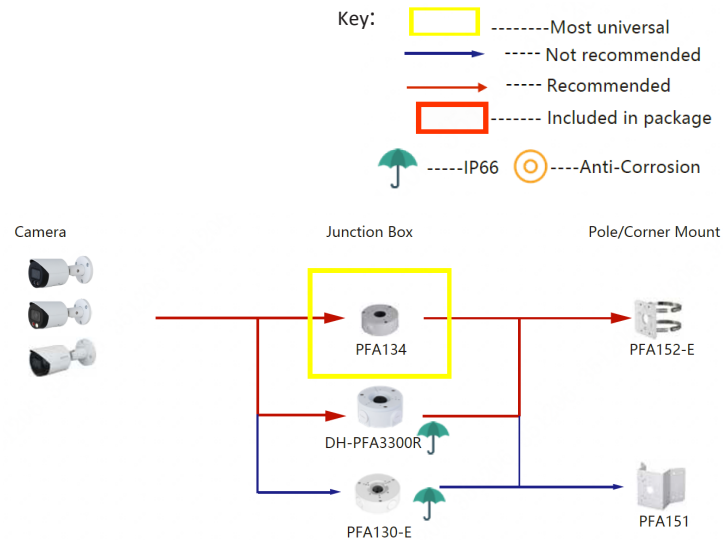 Key:
--------Most universal
----- Not recommended
----- Recommended
------- Included in package
-----IP66
----Anti-Corrosion
Camera
Junction Box
Pole/Corner Mount
PFA134
PFA152-E
DH-PFA3300R
PFA130-E
PFA151